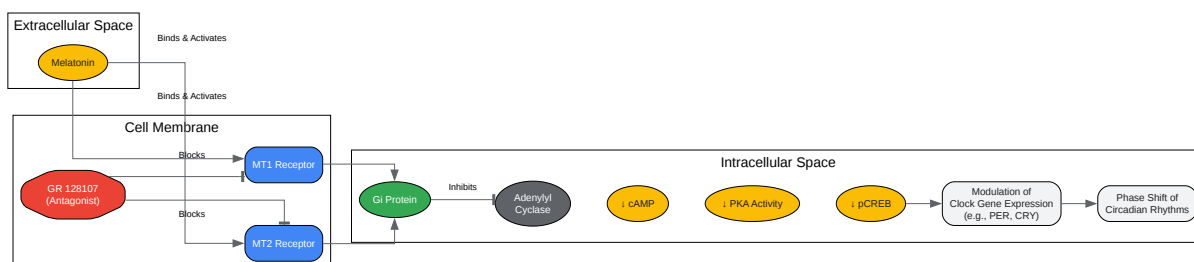 Extracellular Space
Melatonin
Binds & Activates
Binds & Activates
Cell Membrane
Blocks
MT1 Receptor
GR 128107
(Antagonist)
Blocks
MT2 Receptor
Intracellular Space
Gi Protein
Inhibits
Adenylyl
Cyclase
↓ cAMP
↓ PKA Activity
↓ pCREB
Modulation of
Clock Gene Expression
(e.g., PER, CRY)
Phase Shift of
Circadian Rhythms